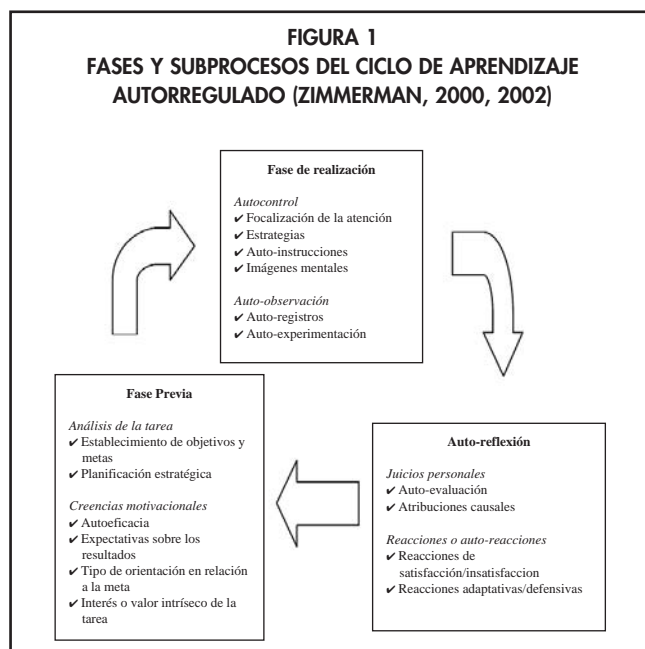 FIGURA 1
FASES Y SUBPROCESOS DEL CICLO DE APRENDIZAJE
AUTORREGULADO (ZIMMERMAN, 2000, 2002)
Fase de realización
Autocontrol
✔ Focalización de la atención
✔ Estrategias
✔ Auto-instrucciones
✔ Imágenes mentales
Auto-observación
✔ Auto-registros
✔ Auto-experimentación
Fase Previa
Análisis de la tarea
✔ Establecimiento de objetivos y
metas
✔ Planificación estratégica
Creencias motivacionales
✔ Autoeficacia
✔ Expectativas sobre los
resultados
✔ Tipo de orientación en relación
a la meta
✔ Interés o valor intríseco de la
tarea
Auto-reflexión
Juicios personales
✔ Auto-evaluación
✔ Atribuciones causales
Reacciones o auto-reacciones
✔ Reacciones de
satisfacción/insatisfaccion
✔ Reacciones adaptativas/defensivas